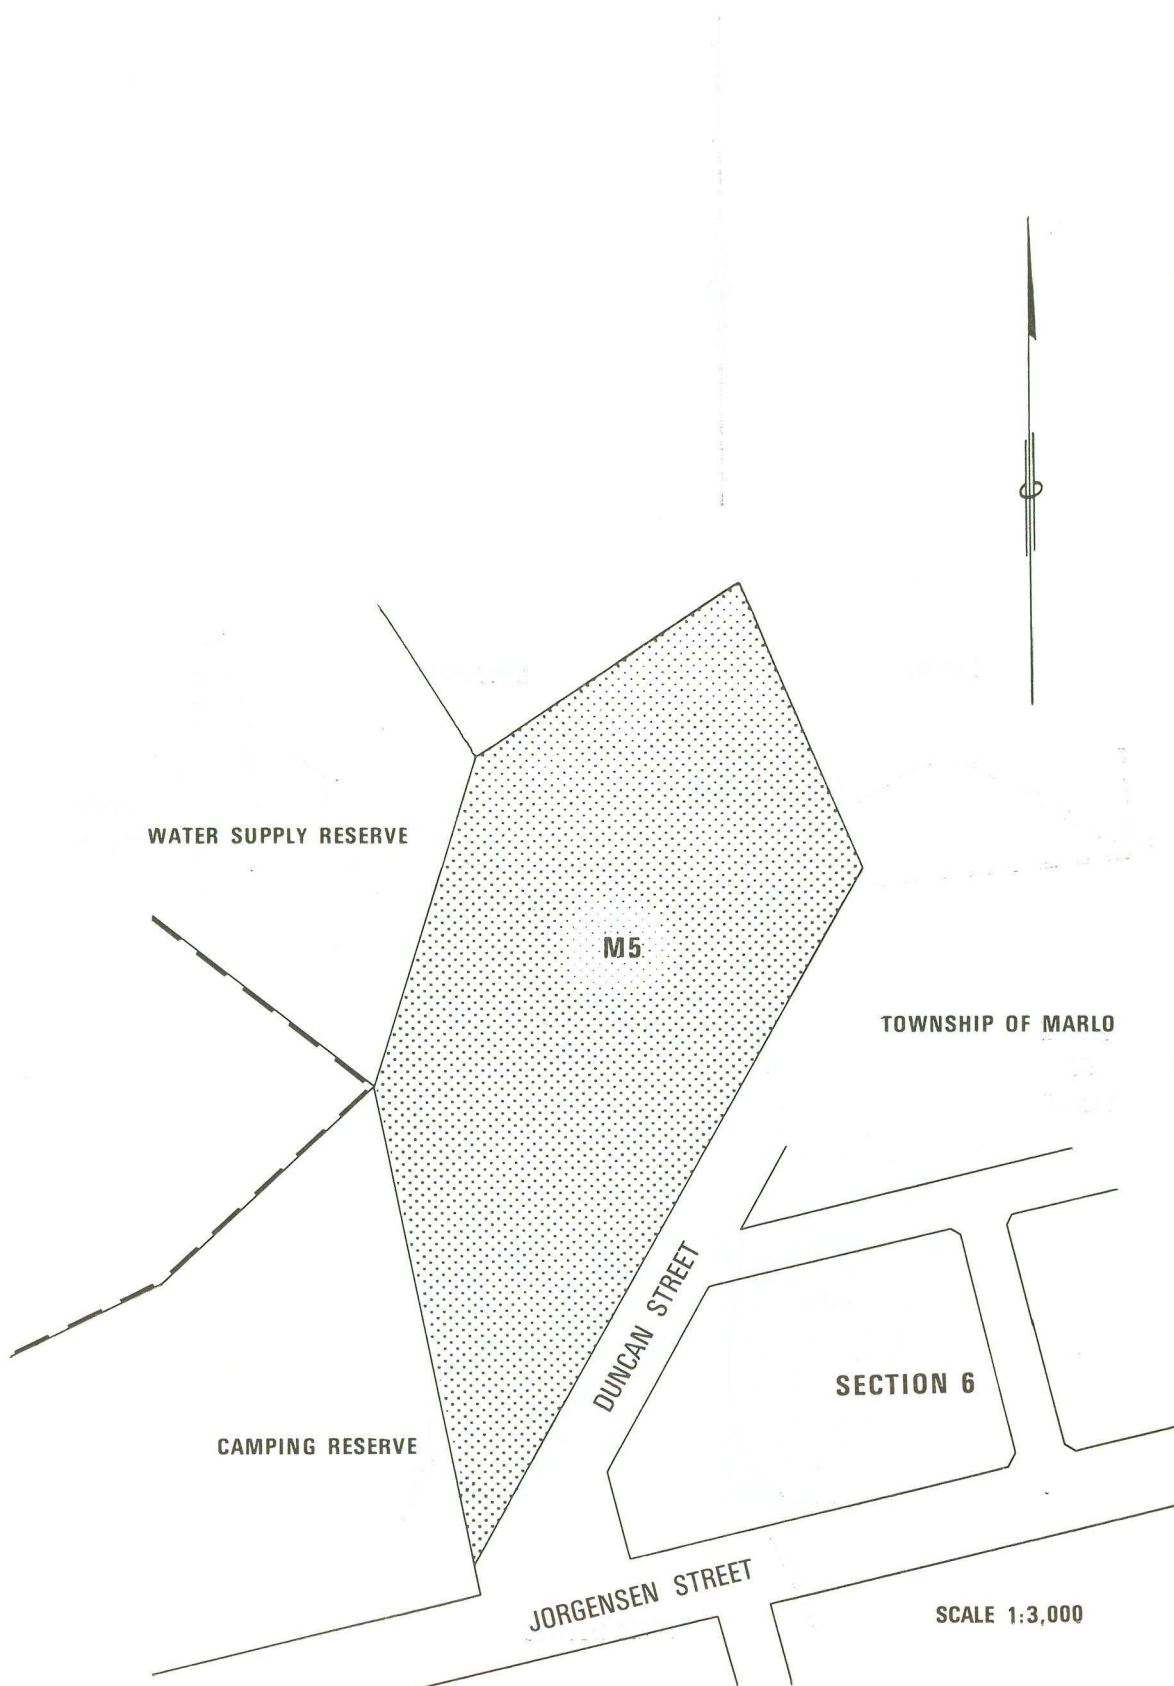 WATER SUPPLY RESERVE
M5
TOWNSHIP OF MARLO
DUNCAN STREET
SECTION 6
CAMPING RESERVE
JORGENSEN STREET
SCALE 1:3,000